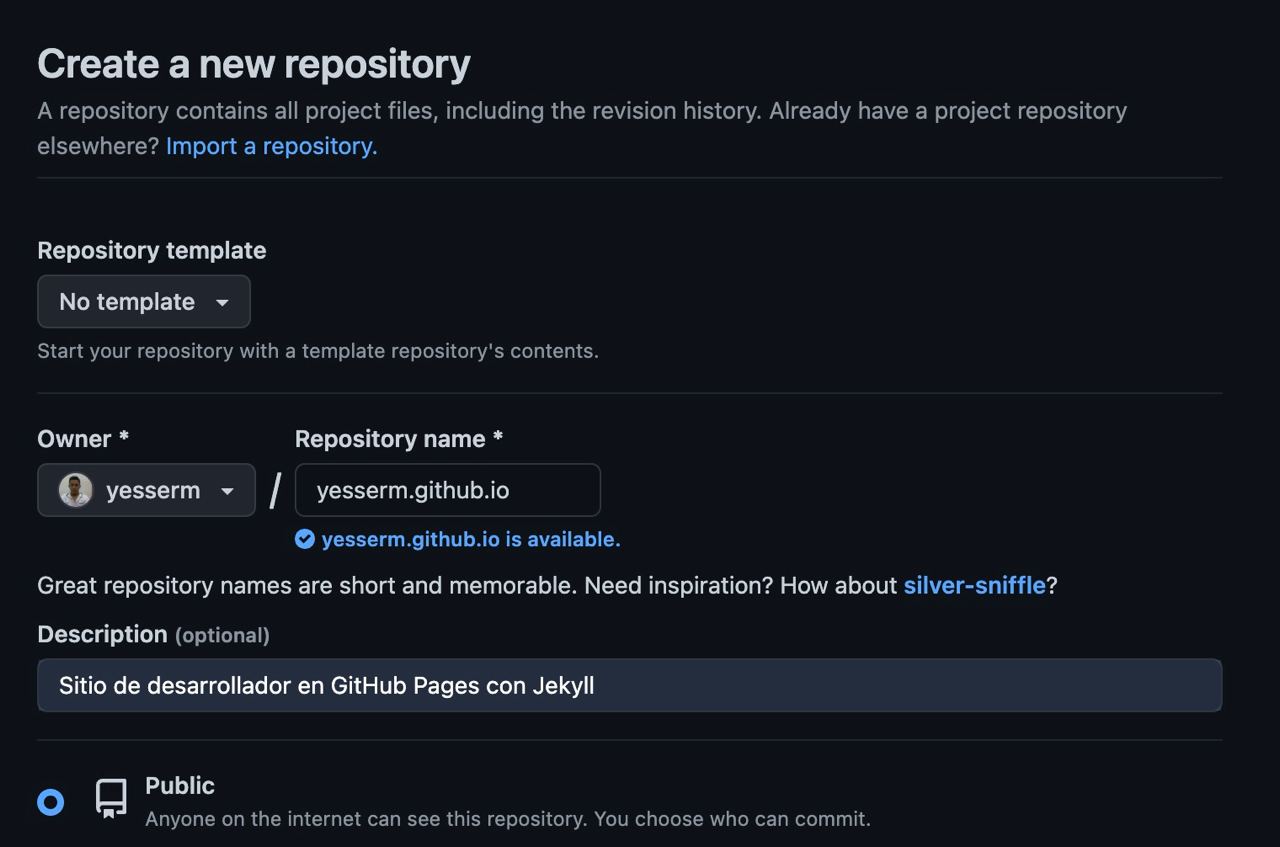 Create a new repository
A repository contains all project files, including the revision history. Already have a project repository
elsewhere? Import a repository.
Repository template
No template
Start your repository with a template repository's contents.
Owner *
Repository name *
yesserm
/
yesserm.github.io
yesserm.github.io is available.
Great repository names are short and memorable. Need inspiration? How about silver-sniffle?
Description (optional)
Sitio de desarrollador en GitHub Pages con Jekyll
Public
Anyone on the internet can see this repository. You choose who can commit.